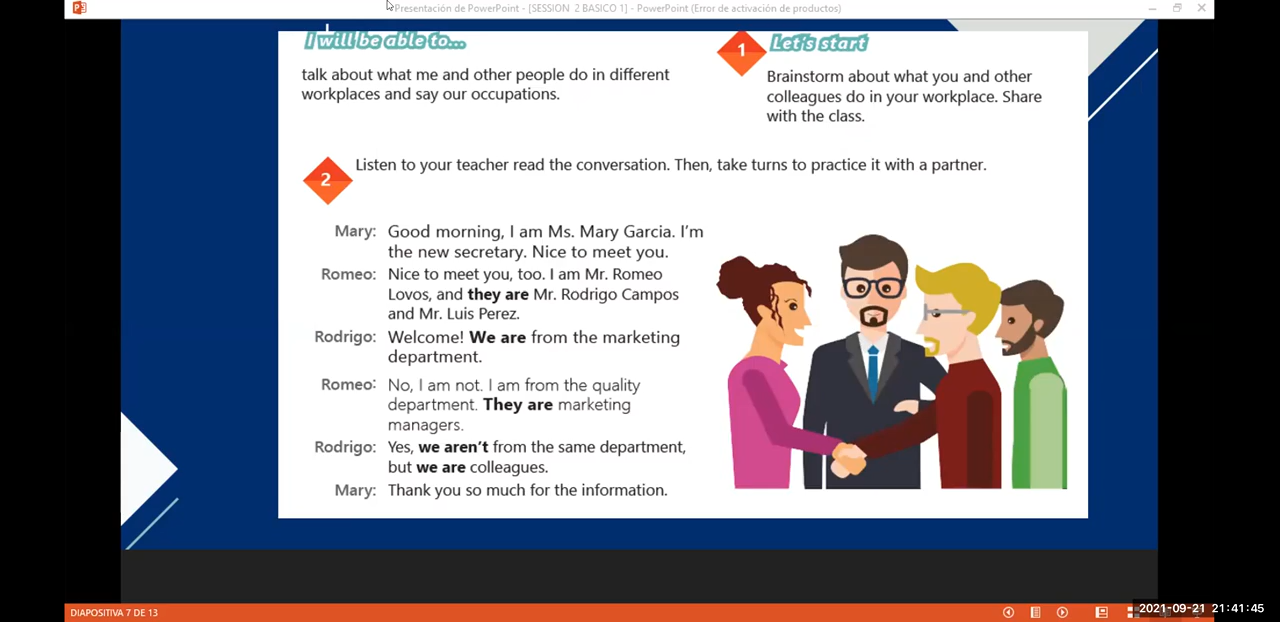 Presentación de PowerPoint - [SESSION 2 BASICO 1] - PowerPoint (Error de activación de productos)
I will be able to...
talk about what me and other people do in different
workplaces and say our occupations.
1
Let's start
Brainstorm about what you and other
colleagues do in your workplace. Share
with the class.
2
Listen to your teacher read the conversation. Then, take turns to practice it with a partner.
Mary: Good morning, I am Ms. Mary Garcia. I'm
the new secretary. Nice to meet you.
Romeo: Nice to meet you, too. I am Mr. Romeo
Lovos, and they are Mr. Rodrigo Campos
and Mr. Luis Perez.
Rodrigo: Welcome! We are from the marketing
department.
Romeo: No, I am not. I am from the quality
department. They are marketing
managers.
Rodrigo: Yes, we aren't from the same department,
but we are colleagues.
Mary: Thank you so much for the information.
DIAPOSITIVA 7 DE 13
2021-09-21 21:41:45